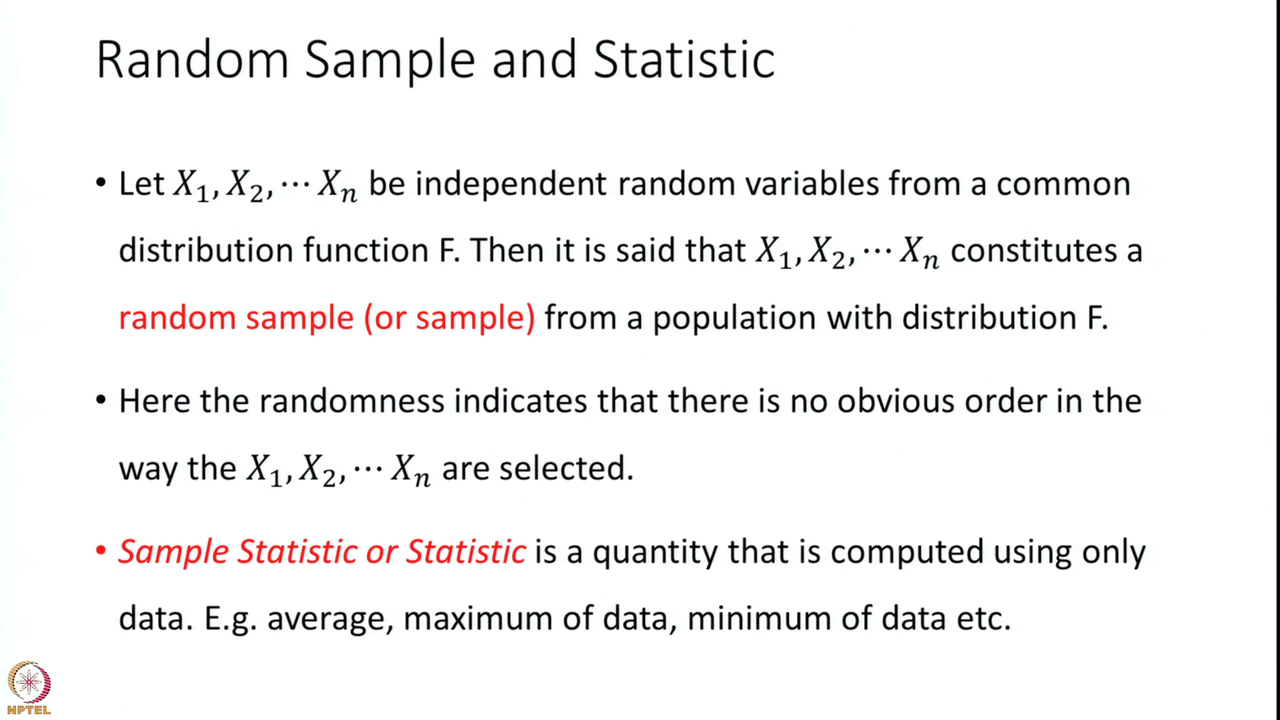 Random Sample and Statistic
• Let X₁, X₂, ⋯ Xₙ be independent random variables from a common
distribution function F. Then it is said that X₁, X₂, ⋯ Xₙ constitutes a
random sample (or sample) from a population with distribution F.
• Here the randomness indicates that there is no obvious order in the
way the X₁, X₂, ⋯ Xₙ are selected.
• Sample Statistic or Statistic is a quantity that is computed using only
data. E.g. average, maximum of data, minimum of data etc.
NPTEL